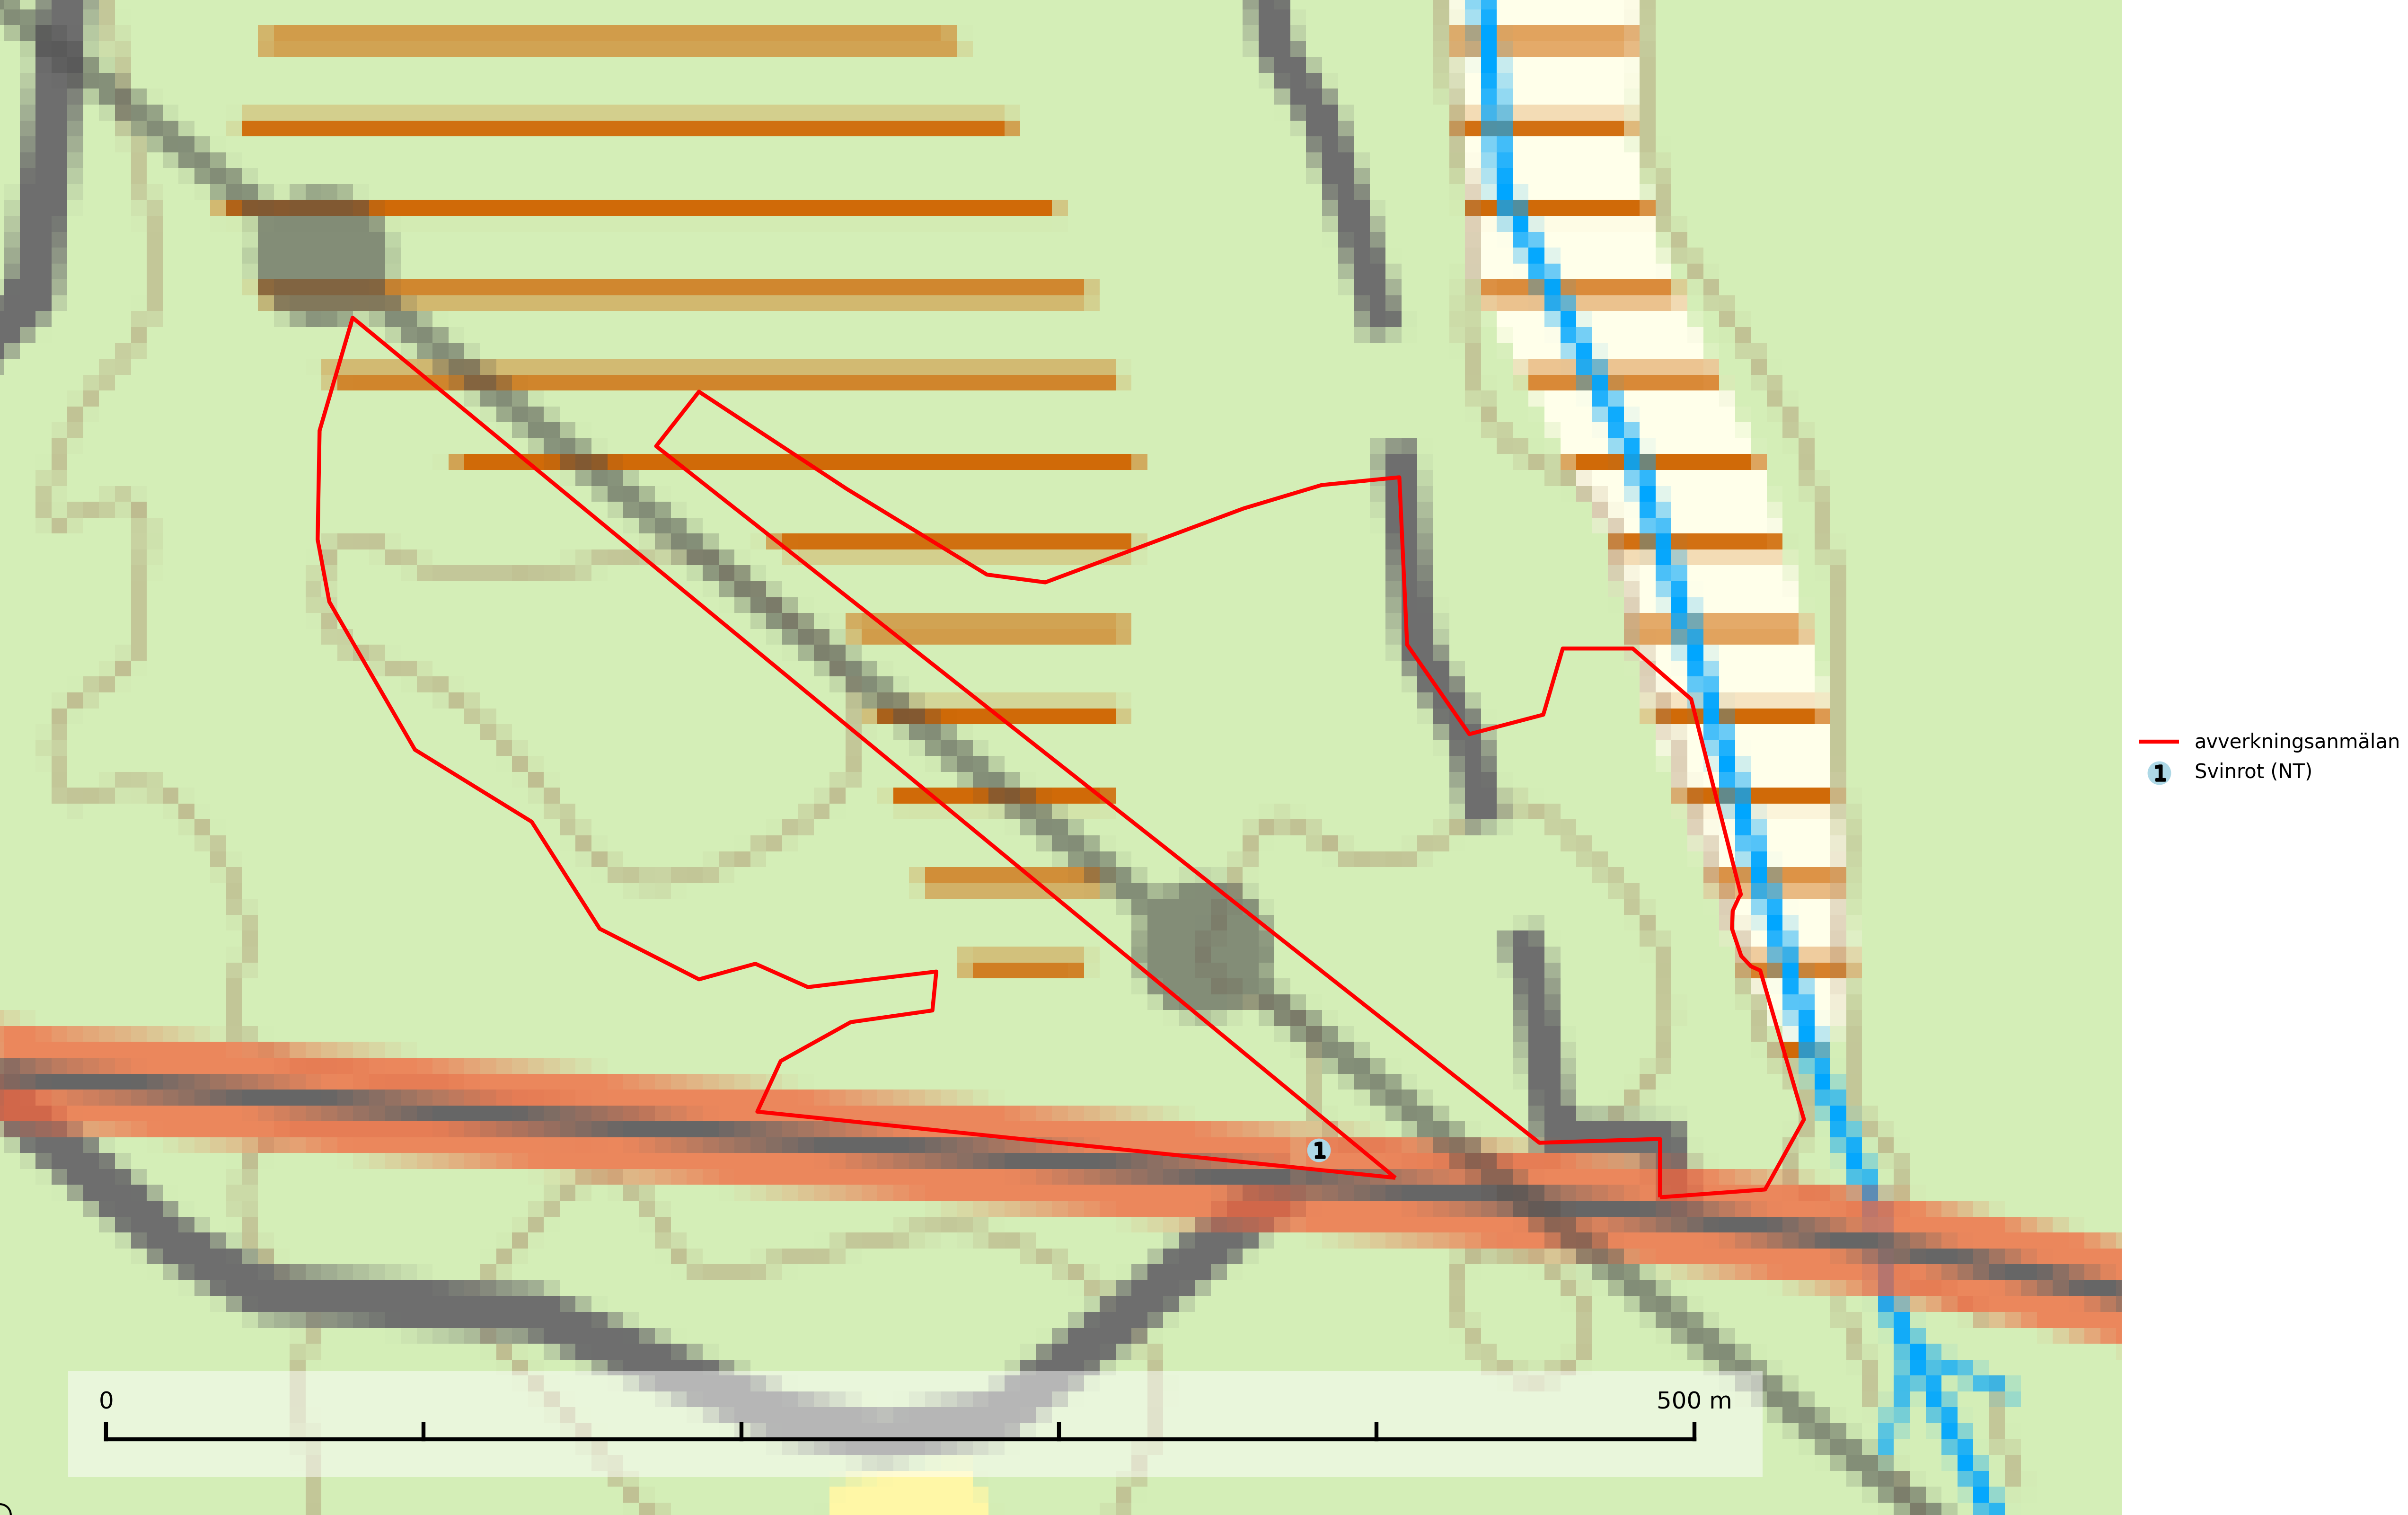 avverkningsanmälan
1 Svinrot (NT)
1
0 500 m